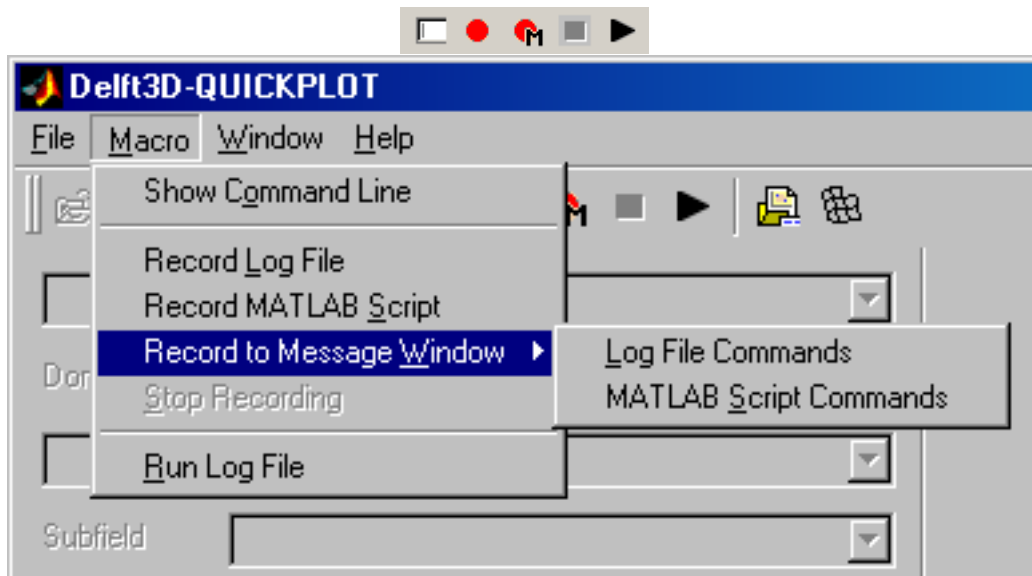 M
Delft3D-QUICKPLOT
File Macro Window Help
Show Command Line
M
Record Log File
Record MATLAB Script
Record to Message Window
Log File Commands
Dor
Stop Recording
MATLAB Script Commands
Run Log File
Subfield